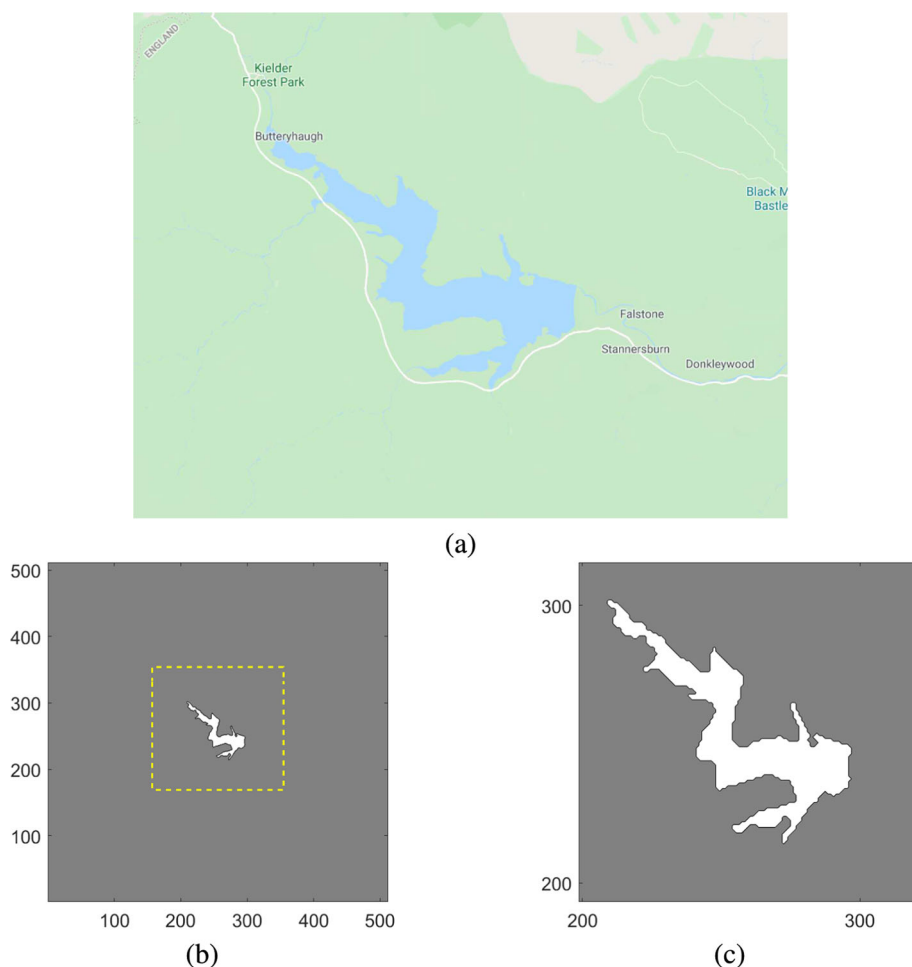 ENGLAND
Kielder
Forest Park
Butteryhaugh
Black M
Bastle
Falstone
Stannersburn
Donkleywood
(a)
500
400
300
200
100
100 200 300 400 500
(b)
300
200
200 300
(c)